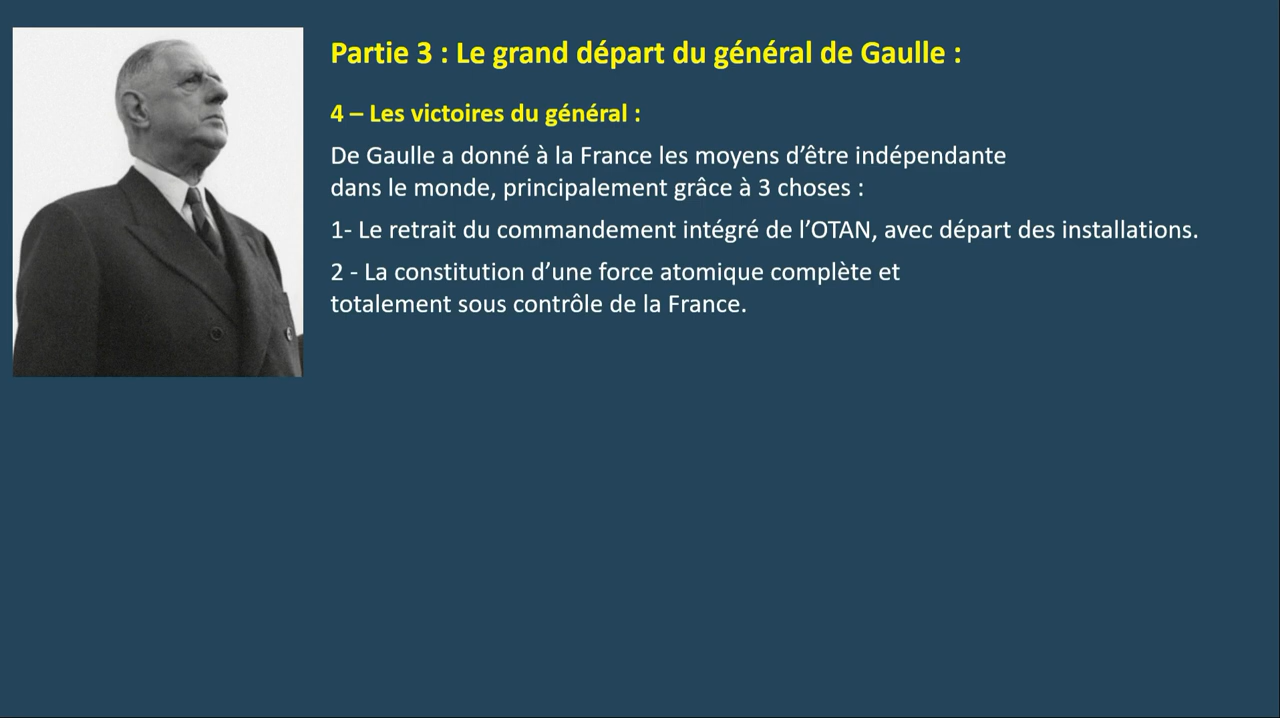 Partie 3 : Le grand départ du général de Gaulle :
4 – Les victoires du général :
De Gaulle a donné à la France les moyens d’être indépendante
dans le monde, principalement grâce à 3 choses :
1- Le retrait du commandement intégré de l’OTAN, avec départ des installations.
2 - La constitution d’une force atomique complète et
totalement sous contrôle de la France.